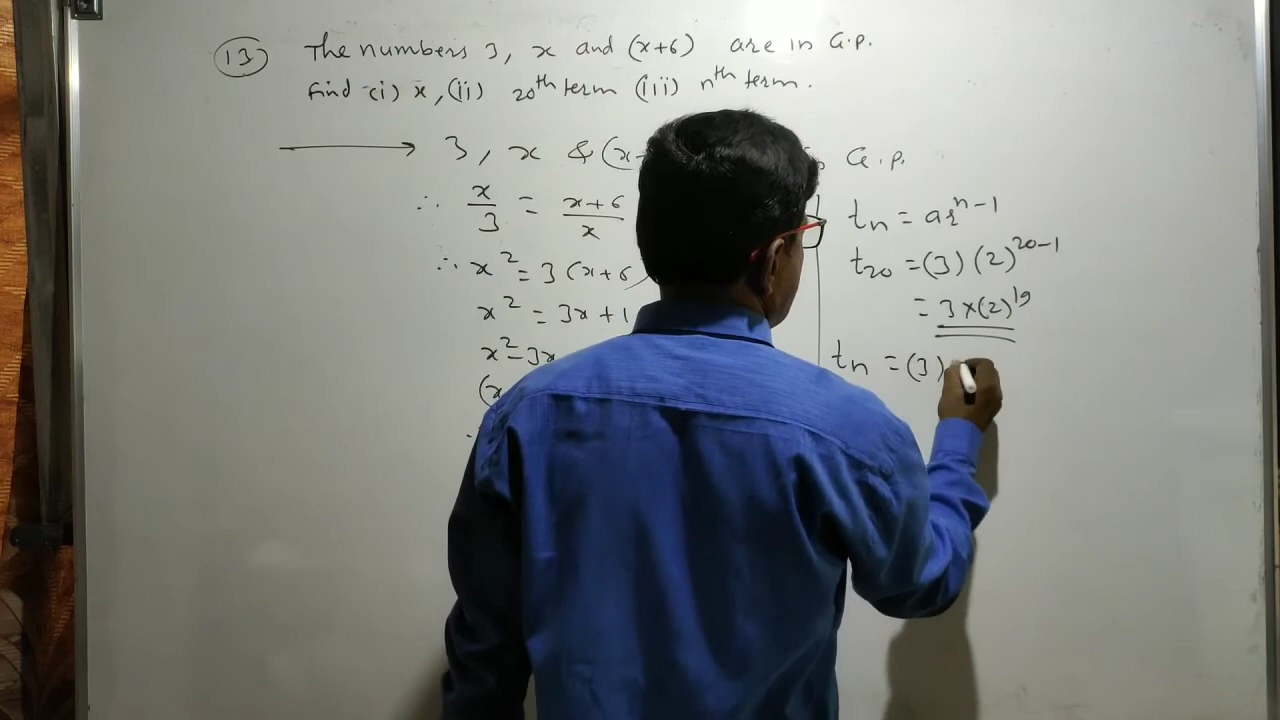 13 The numbers 3, x and (x+6) are in G.P.
Find (i) x, (ii) 20th term (iii) nth term.
→ 3, x & (x- G.P.
∴ x/3 = x+6/x
∴ x² = 3(x+6
x² = 3x+1
x²-3x
(x
tn = ar^n-1
t20 = (3)(2)^20-1
= 3×(2)^19
tn = (3)